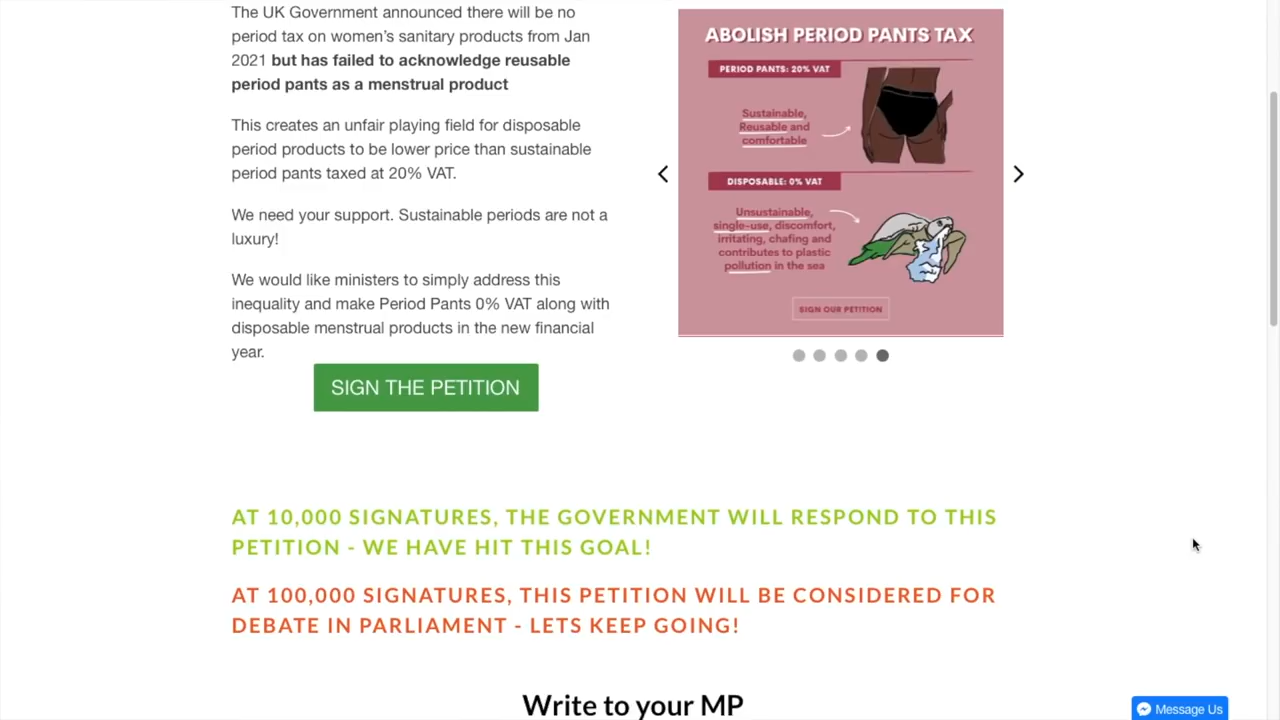 The UK Government announced there will be no
period tax on women’s sanitary products from Jan
2021 but has failed to acknowledge reusable
period pants as a menstrual product
This creates an unfair playing field for disposable
period products to be lower price than sustainable
period pants taxed at 20% VAT.
We need your support. Sustainable periods are not a
luxury!
We would like ministers to simply address this
inequality and make Period Pants 0% VAT along with
disposable menstrual products in the new financial
year.
SIGN THE PETITION
ABOLISH PERIOD PANTS TAX
PERIOD PANTS: 20% VAT
Sustainable,
Reusable and
comfortable
DISPOSABLE: 0% VAT
Unsustainable,
single-use, discomfort,
irritating, chafing and
contributes to plastic
pollution in the sea
SIGN OUR PETITION
AT 10,000 SIGNATURES, THE GOVERNMENT WILL RESPOND TO THIS
PETITION - WE HAVE HIT THIS GOAL!
AT 100,000 SIGNATURES, THIS PETITION WILL BE CONSIDERED FOR
DEBATE IN PARLIAMENT - LETS KEEP GOING!
Write to your MP
Message Us